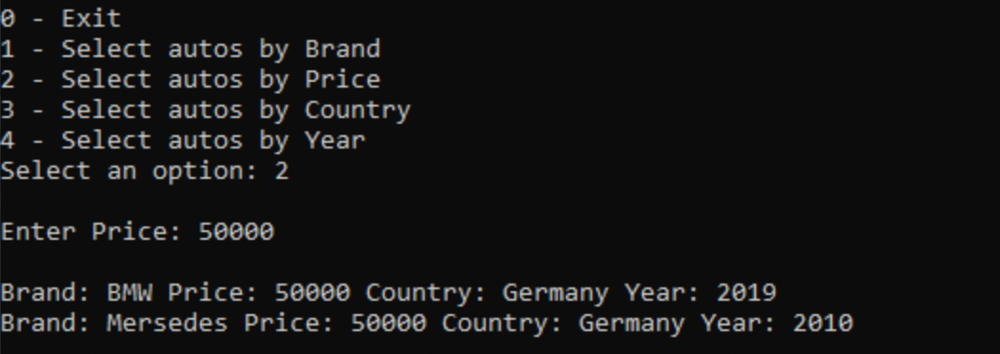 0 - Exit
1 - Select autos by Brand
2 - Select autos by Price
3 - Select autos by Country
4 - Select autos by Year
Select an option: 2
Enter Price: 50000
Brand: BMW Price: 50000 Country: Germany Year: 2019
Brand: Mersedes Price: 50000 Country: Germany Year: 2010